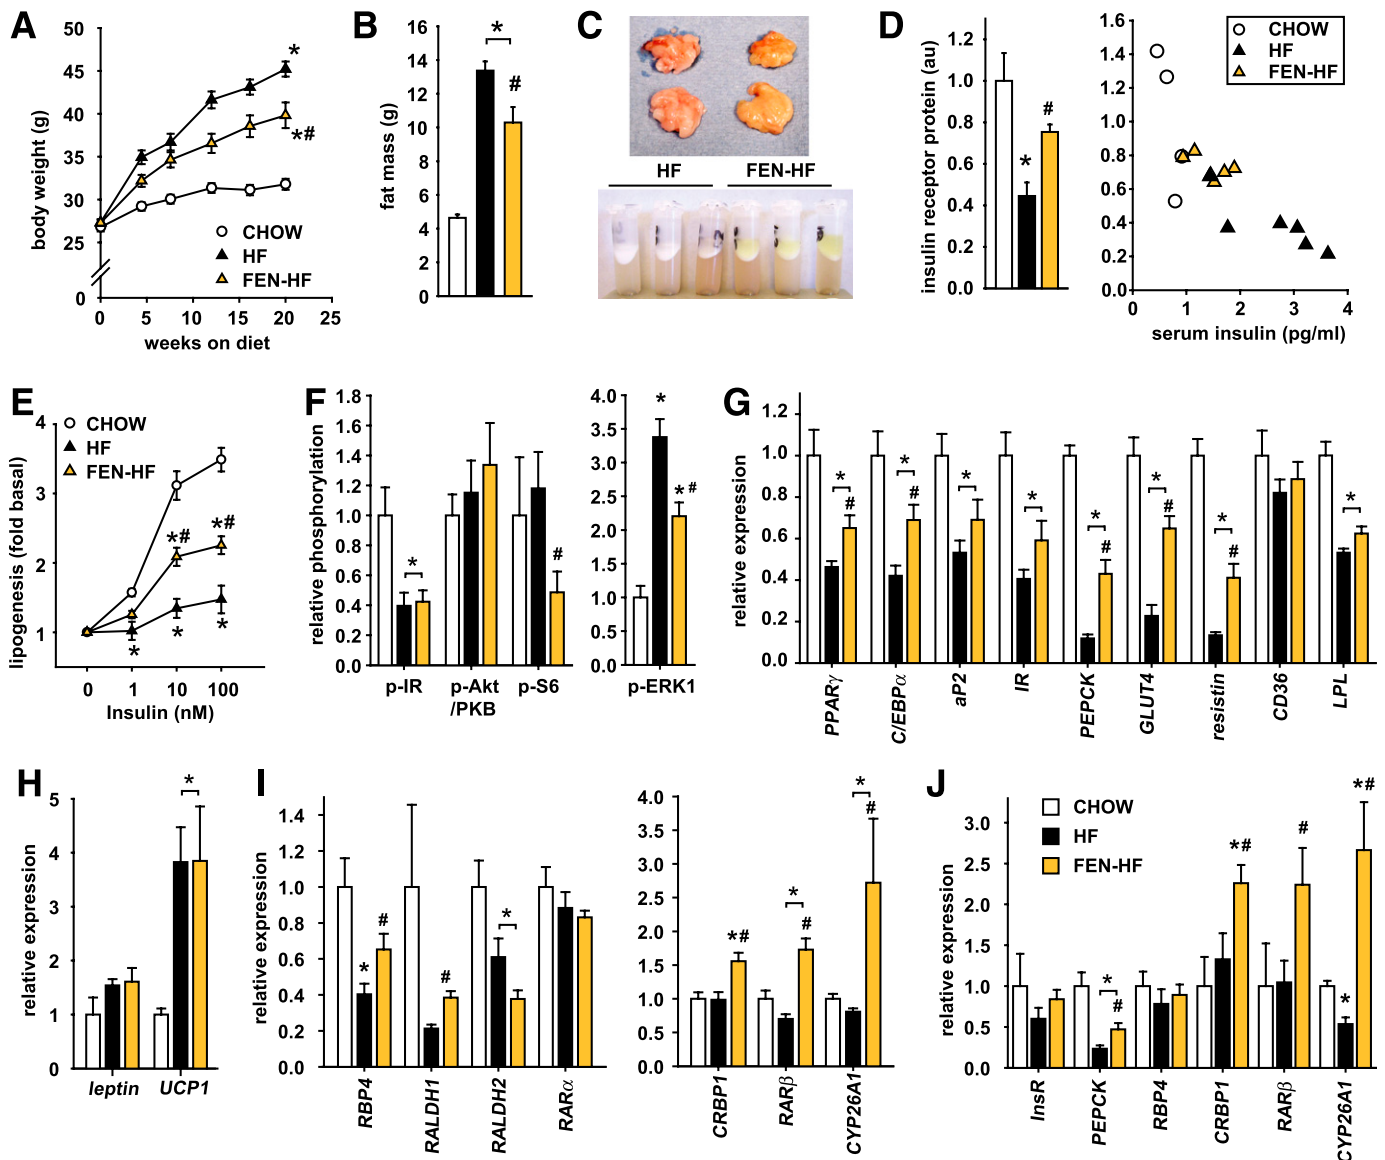 A
body weight (g)
50
45
40
35
30
25
0
CHOW
HF
FEN-HF
*
*#
0 5 10 15 20 25
weeks on diet
B
fat mass (g)
16
14
12
10
8
6
4
2
0
*
#
C
HF FEN-HF
D
insulin receptor protein (au)
1.2
1.0
0.8
0.6
0.4
0.2
0.0
*
#
1.6
1.4
1.2
1.0
0.8
0.6
0.4
0.2
0.0
CHOW
HF
FEN-HF
0 1 2 3 4
serum insulin (pg/ml)
E
lipogenesis (fold basal)
4
3
2
1
CHOW
HF
FEN-HF
*# *#
* * *
0 1 10 100
Insulin (nM)
F
relative phosphorylation
1.8
1.6
1.4
1.2
1.0
0.8
0.6
0.4
0.2
0.0
*
#
p-IR p-Akt p-S6
/PKB
4.0
3.5
3.0
2.5
2.0
1.5
1.0
0.5
0.0
*
*#
p-ERK1
G
relative expression
1.2
1.0
0.8
0.6
0.4
0.2
0.0
* * * * * * * *
# # # # #
PPARγ C/EBPα aP2 IR PEPCK GLUT4 resistin CD36 LPL
H
relative expression
5
4
3
2
1
0
*
leptin UCP1
I
relative expression
1.4
1.2
1.0
0.8
0.6
0.4
0.2
0.0
* # # *
RBP4 RALDH1 RALDH2 RARα
4.0
3.5
3.0
2.5
2.0
1.5
1.0
0.5
0.0
*# * # * #
CRBP1 RARβ CYP26A1
J
relative expression
3.0
2.5
2.0
1.5
1.0
0.5
0.0
CHOW
HF
FEN-HF
* # *# # * *#
InsR PEPCK RBP4 CRBP1 RARβ CYP26A1